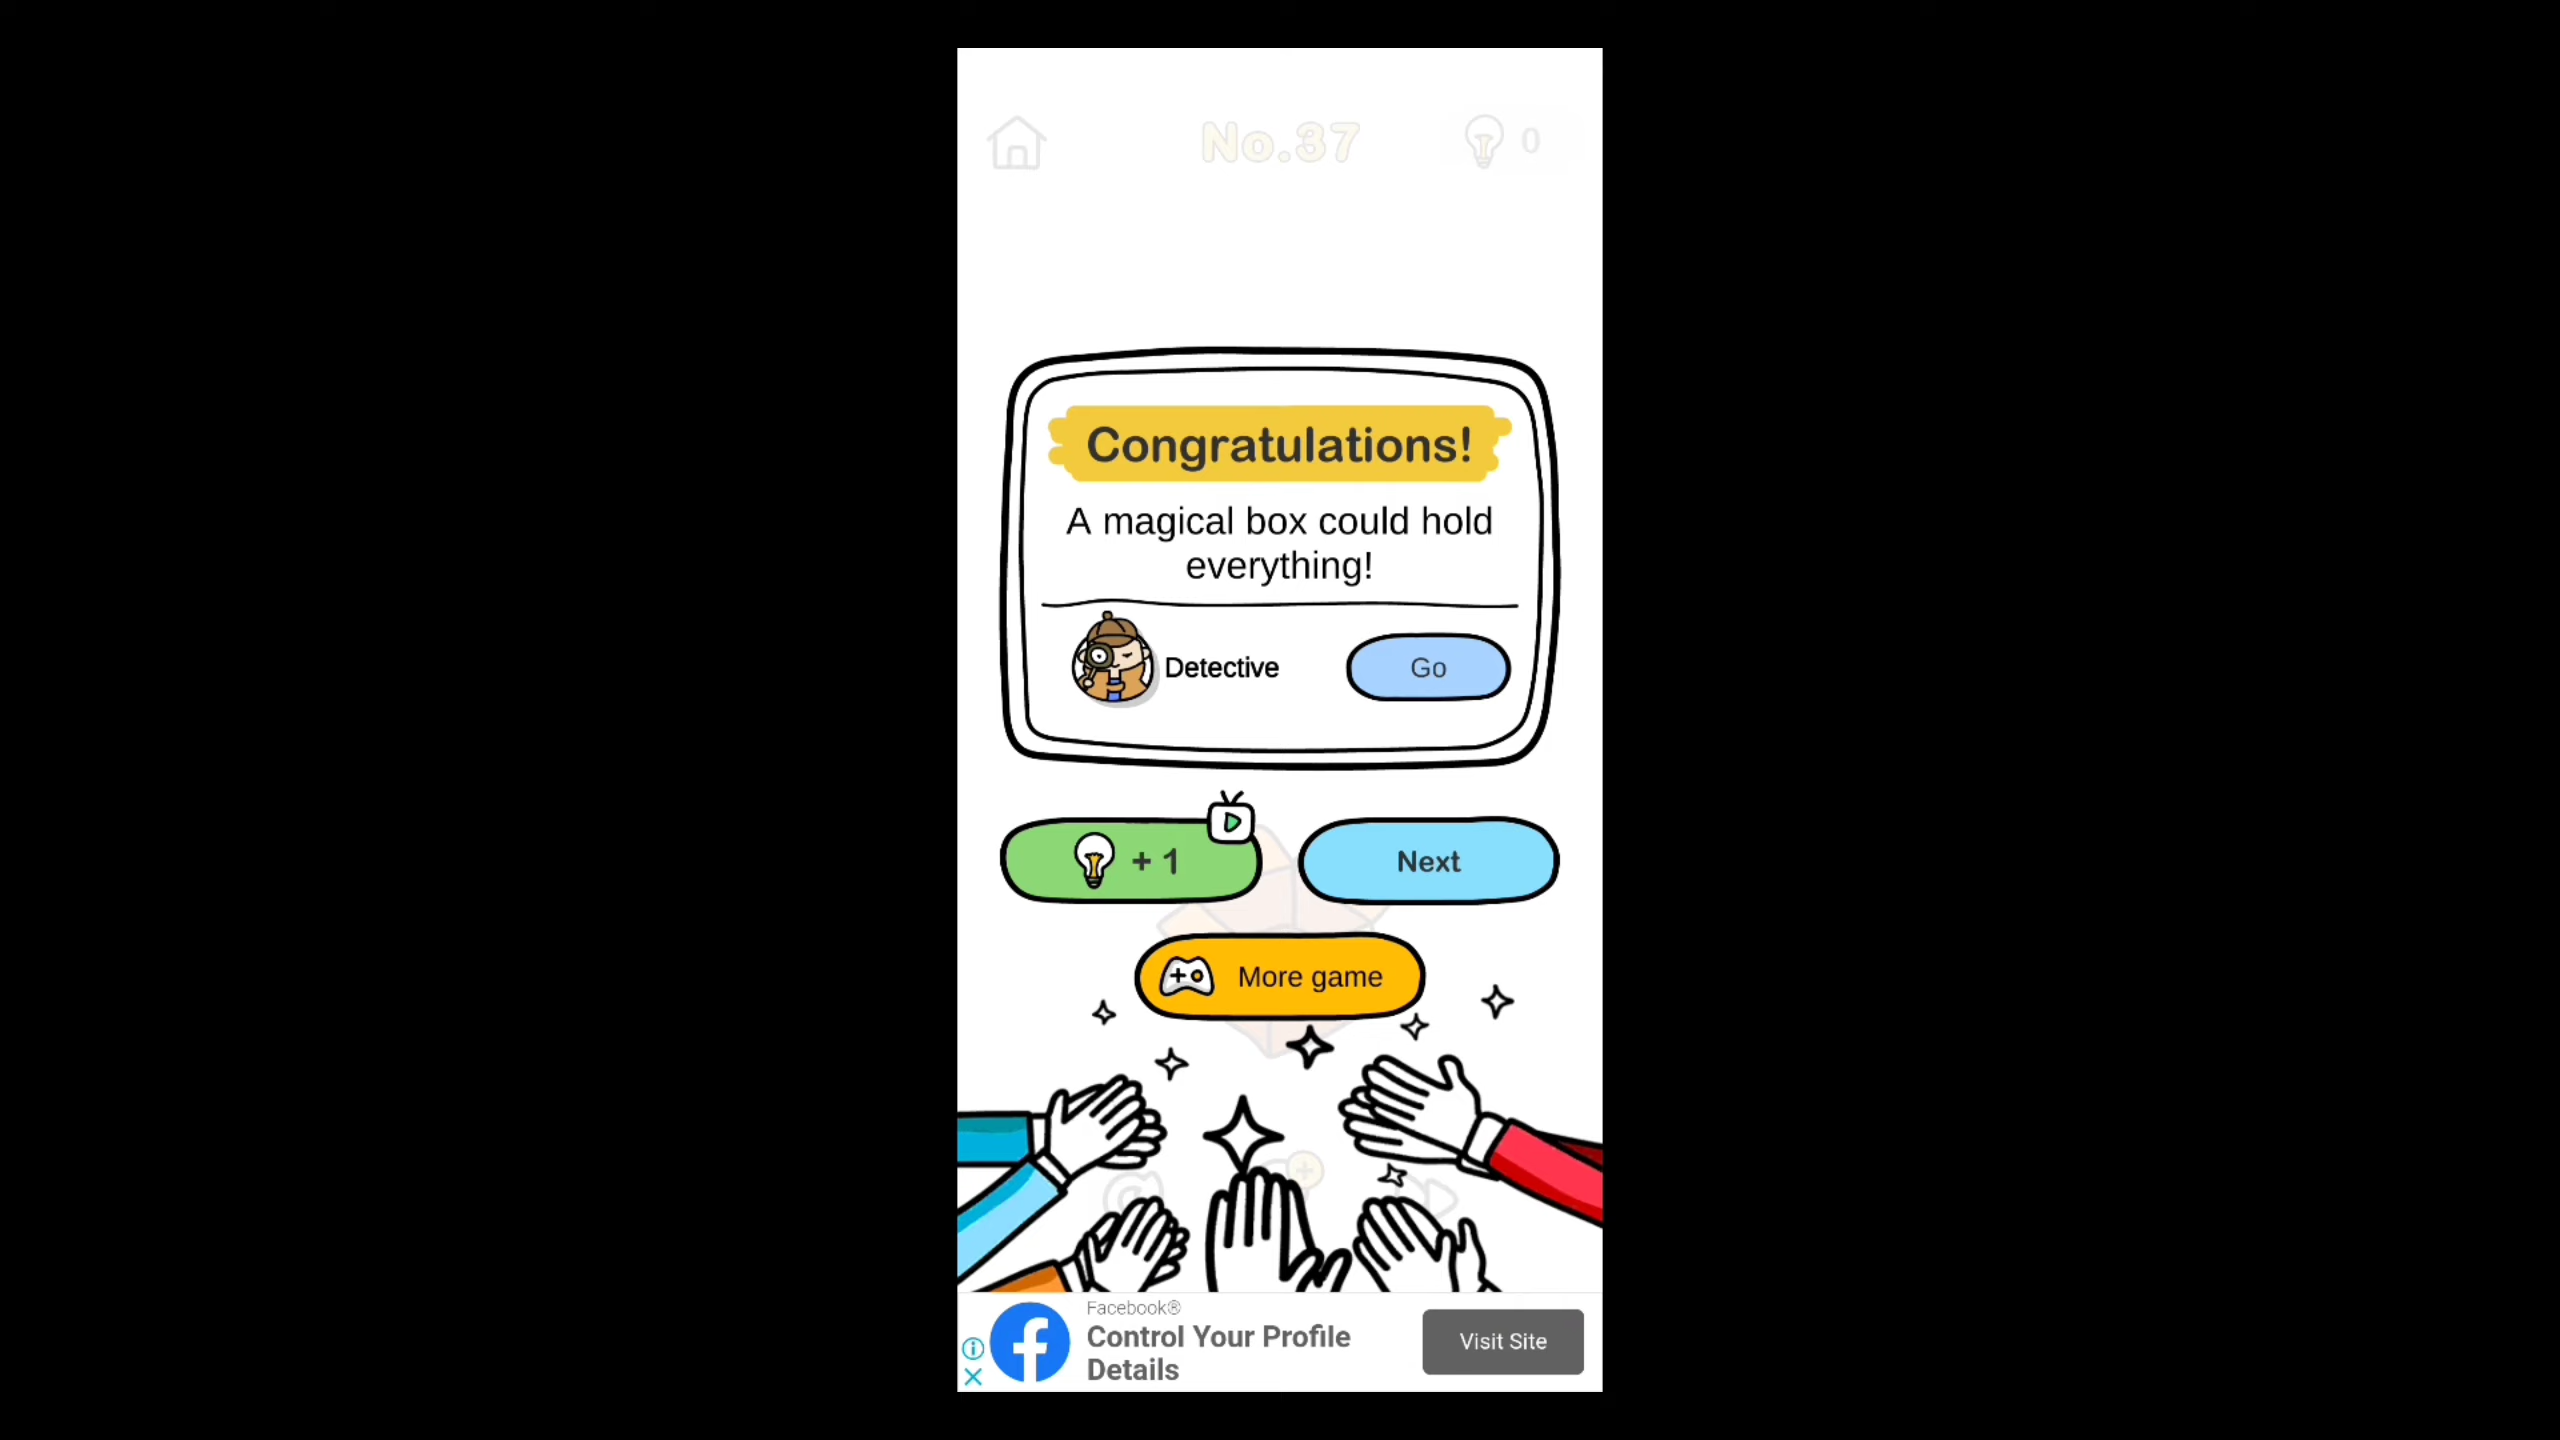 No.37
0
Congratulations!
A magical box could hold
everything!
Detective
Go
+ 1
Next
More game
Facebook®
Control Your Profile
Details
Visit Site